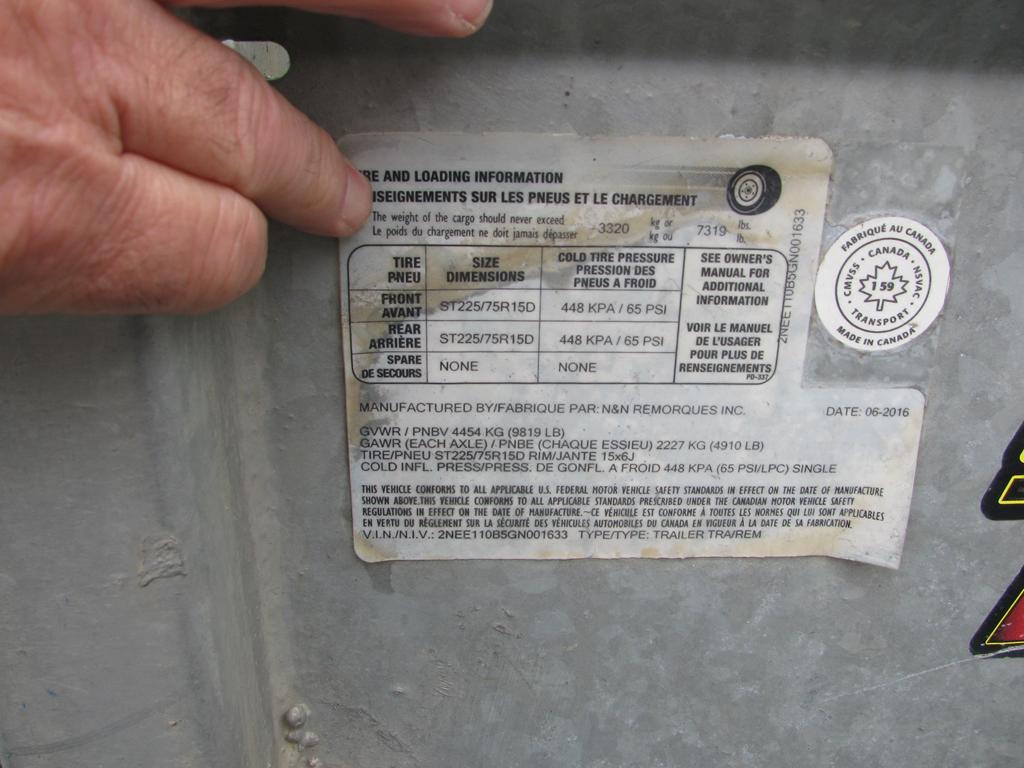 RE AND LOADING INFORMATION
SEIGNEMENTS SUR LES PNEUS ET LE CHARGEMENT
The weight of the cargo should never exceed
Le poids du chargement ne doit jamais dépasser
3320 kg or 7319 lbs.
kg ou lb.
TIRE PNEU
SIZE DIMENSIONS
COLD TIRE PRESSURE
PRESSION DES
PNEUS A FROID
SEE OWNER'S
MANUAL FOR
ADDITIONAL
INFORMATION
FRONT
AVANT
ST225/75R15D
448 KPA / 65 PSI
REAR
ARRIÈRE
ST225/75R15D
448 KPA / 65 PSI
SPARE
DE SECOURS
NONE
NONE
VOIR LE MANUEL
DE L'USAGER
POUR PLUS DE
RENSEIGNEMENTS
PD-337
2NEE110B5GN001633
MANUFACTURED BY/FABRIQUE PAR: N&N REMORQUES INC. DATE: 06-2016
GVWR / PNBV 4454 KG (9819 LB)
GAWR (EACH AXLE) / PNBE (CHAQUE ESSIEU) 2227 KG (4910 LB)
TIRE/PNEU ST225/75R15D RIM/JANTE 15x6J
COLD INFL. PRESS/PRESS. DE GONFL. A FROID 448 KPA (65 PSI/LPC) SINGLE
THIS VEHICLE CONFORMS TO ALL APPLICABLE U.S. FEDERAL MOTOR VEHICLE SAFETY STANDARDS IN EFFECT ON THE DATE OF MANUFACTURE
SHOWN ABOVE.THIS VEHICLE CONFORMS TO ALL APPLICABLE STANDARDS PRESCRIBED UNDER THE CANADIAN MOTOR VEHICLE SAFETY
REGULATIONS IN EFFECT ON THE DATE OF MANUFACTURE.~CE VÉHICULE EST CONFORME À TOUTES LES NORMES QUI LUI SONT APPLICABLES
EN VERTU DU RÈGLEMENT SUR LA SÉCURITÉ DES VÉHICULES AUTOMOBILES DU CANADA EN VIGUEUR À LA DATE DE SA FABRICATION.
V.I.N./N.I.V.: 2NEE110B5GN001633 TYPE/TYPE: TRAILER TRA/REM
FABRIQUÉ AU CANADA
CMVSS · CANADA · NSVAC
159
TRANSPORT
MADE IN CANADA